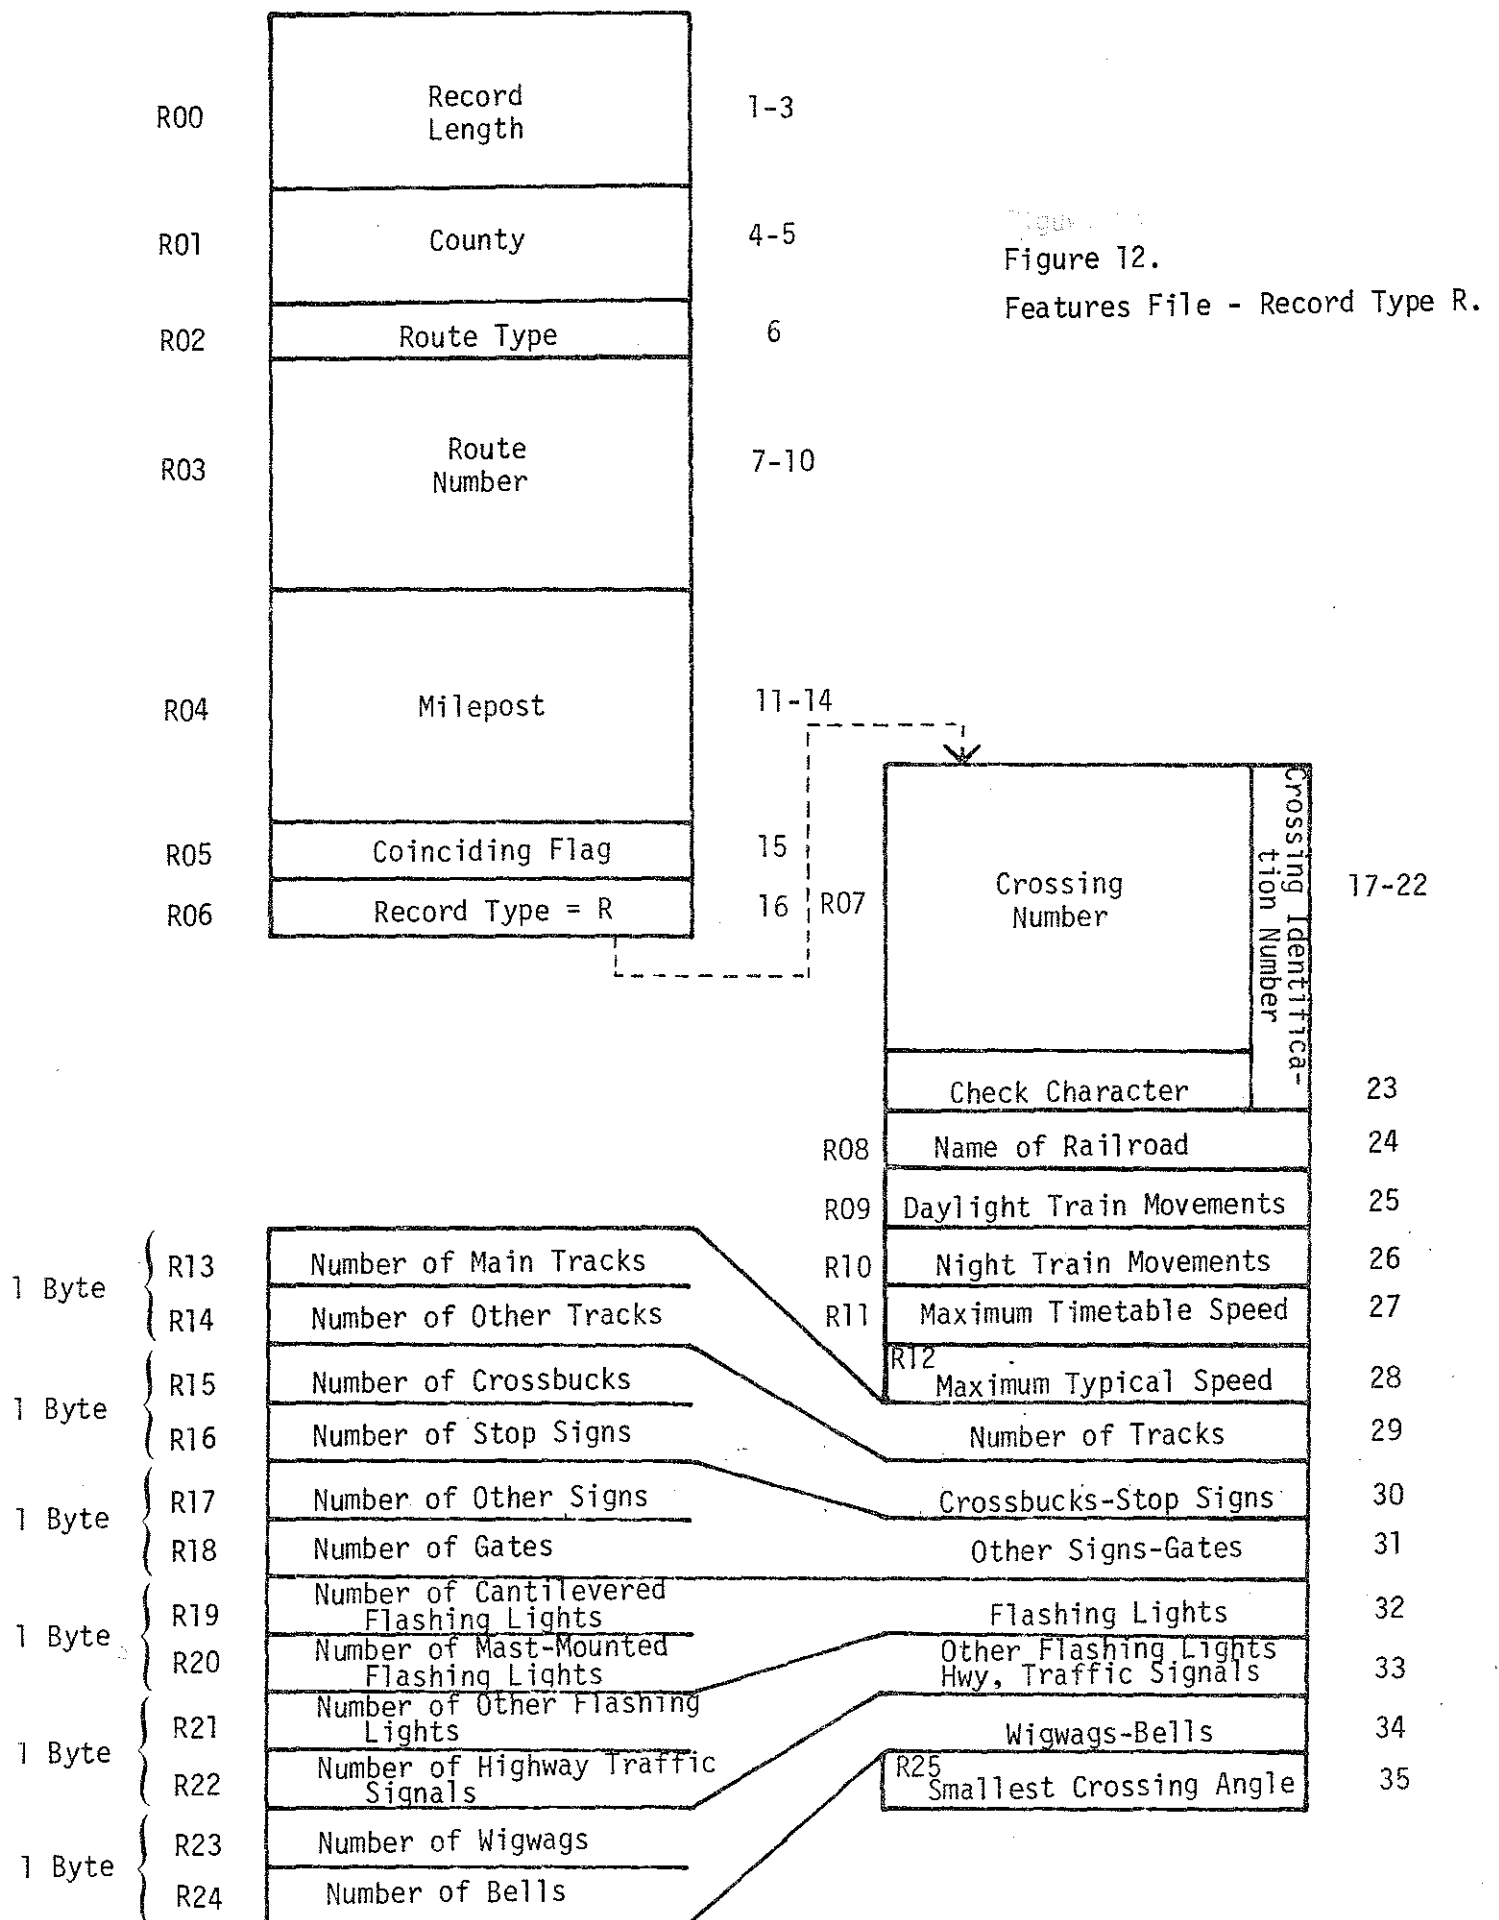 R00 Record Length 1-3
R01 County 4-5
Figure 12.
Features File - Record Type R.
R02 Route Type 6
R03 Route Number 7-10
R04 Milepost 11-14
R05 Coinciding Flag 15
R06 Record Type = R 16
R07 Crossing Number 17-22
Crossing Identifica-
tion Number
Check Character 23
R08 Name of Railroad 24
R09 Daylight Train Movements 25
R10 Night Train Movements 26
R11 Maximum Timetable Speed 27
R12 Maximum Typical Speed 28
Number of Tracks 29
Crossbucks-Stop Signs 30
Other Signs-Gates 31
Flashing Lights 32
Other Flashing Lights
Hwy, Traffic Signals 33
Wigwags-Bells 34
R25 Smallest Crossing Angle 35
1 Byte
R13 Number of Main Tracks
R14 Number of Other Tracks
1 Byte
R15 Number of Crossbucks
R16 Number of Stop Signs
1 Byte
R17 Number of Other Signs
R18 Number of Gates
1 Byte
R19 Number of Cantilevered
Flashing Lights
R20 Number of Mast-Mounted
Flashing Lights
1 Byte
R21 Number of Other Flashing
Lights
R22 Number of Highway Traffic
Signals
1 Byte
R23 Number of Wigwags
R24 Number of Bells